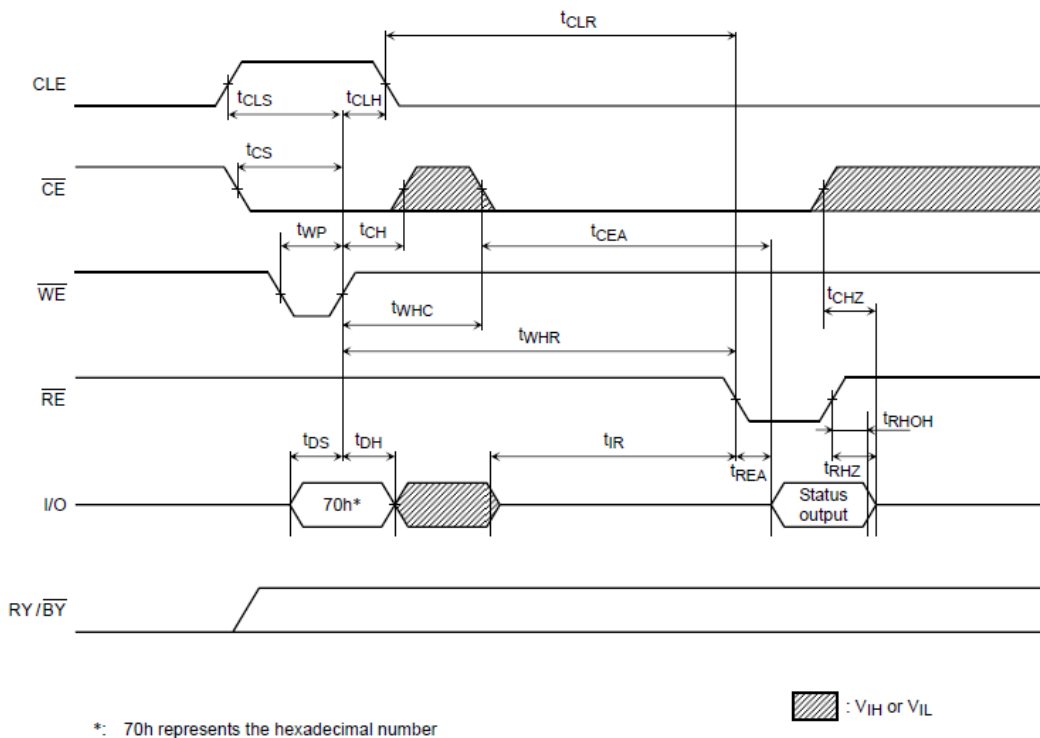 tCLR
CLE
tCLS
tCLH
tCS
CE
tWP
tCH
tCEA
WE
tCHZ
tWHC
tWHR
RE
tRHOH
tDS
tDH
tIR
tREA
tRHZ
I/O
70h*
Status
output
RY/BY
: VIH or VIL
*: 70h represents the hexadecimal number